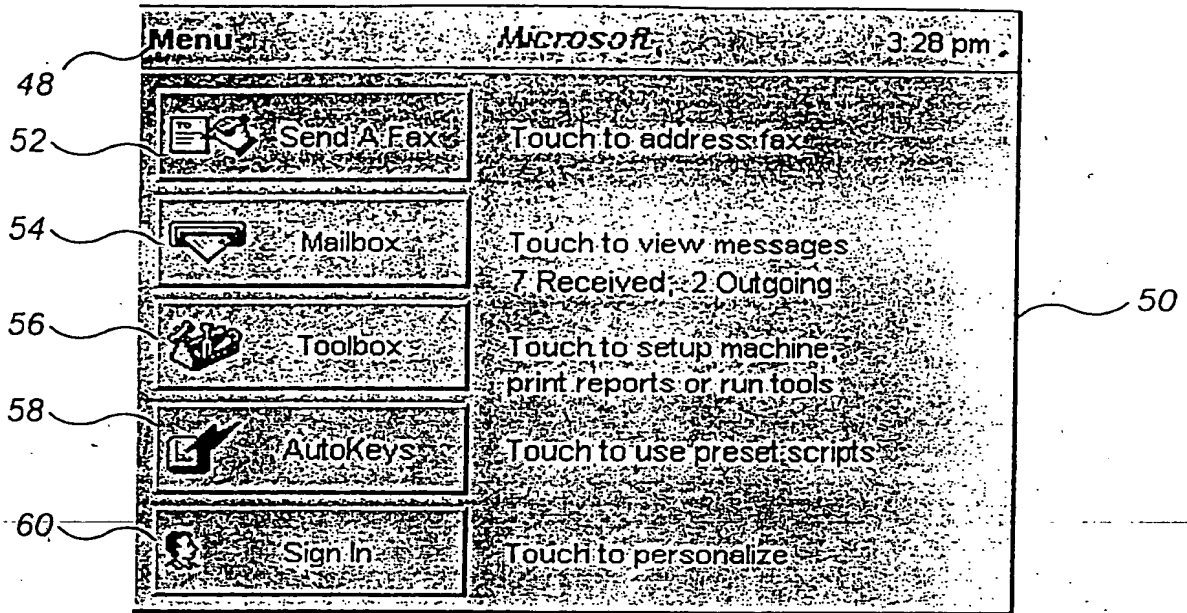 Menu Microsoft 3:28 pm
48
52 Send A Fax Touch to address fax
54 Mailbox Touch to view messages
7 Received; 2 Outgoing
50
56 Toolbox Touch to setup machine,
print reports or run tools
58 AutoKeys Touch to use preset scripts
60 Sign In Touch to personalize